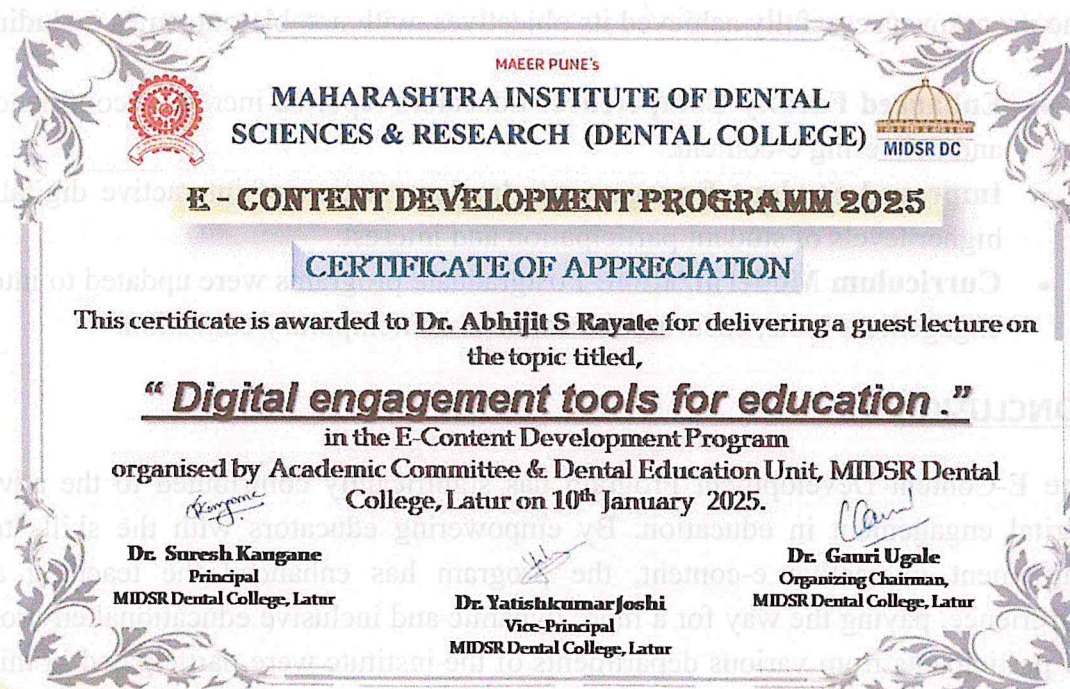 MAEER PUNE's
MAHARASHTRA INSTITUTE OF DENTAL
SCIENCES & RESEARCH (DENTAL COLLEGE)
MIDSR DC
E - CONTENT DEVELOPMENT PROGRAMM 2025
CERTIFICATE OF APPRECIATION
This certificate is awarded to Dr. Abhijit S Rayate for delivering a guest lecture on
the topic titled,
“ Digital engagement tools for education .”
in the E-Content Development Program
organised by Academic Committee & Dental Education Unit, MIDSR Dental
College, Latur on 10th January 2025.
Dr. Suresh Kangane
Principal
MIDSR Dental College, Latur
Dr. Yatishkumar Joshi
Vice-Principal
MIDSR Dental College, Latur
Dr. Gauri Ugale
Organizing Chairman,
MIDSR Dental College, Latur